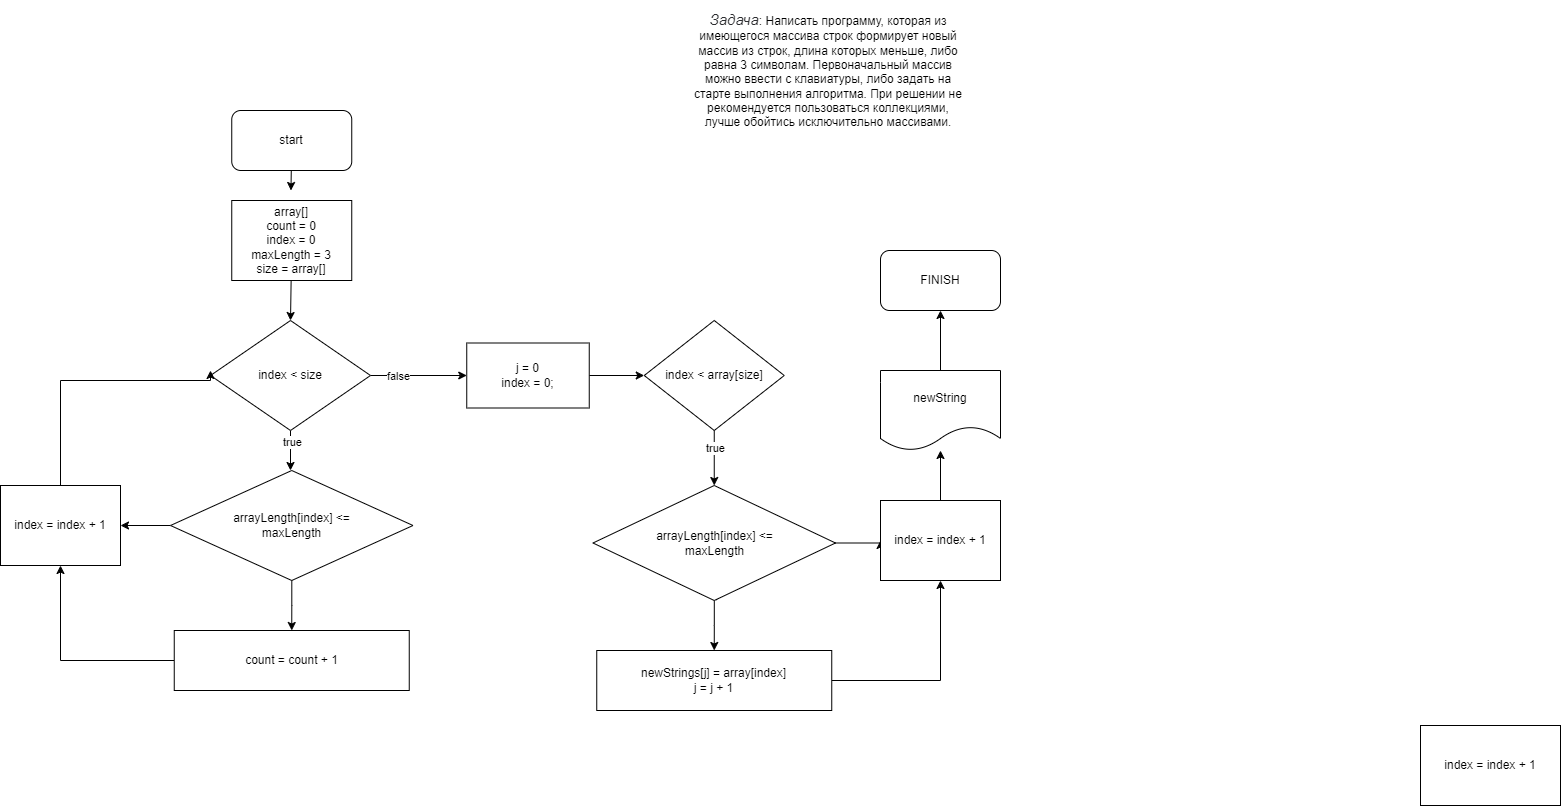 Задача: Написать программу, которая из
имеющегося массива строк формирует новый
массив из строк, длина которых меньше, либо
равна 3 символам. Первоначальный массив
можно ввести с клавиатуры, либо задать на
старте выполнения алгоритма. При решении не
рекомендуется пользоваться коллекциями,
лучше обойтись исключительно массивами.
start
array[]
count = 0
index = 0
maxLength = 3
size = array[]
index < size
false
true
arrayLength[index] <=
maxLength
index = index + 1
count = count + 1
j = 0
index = 0;
index < array[size]
true
arrayLength[index] <=
maxLength
newStrings[j] = array[index]
j = j + 1
index = index + 1
newString
FINISH
index = index + 1